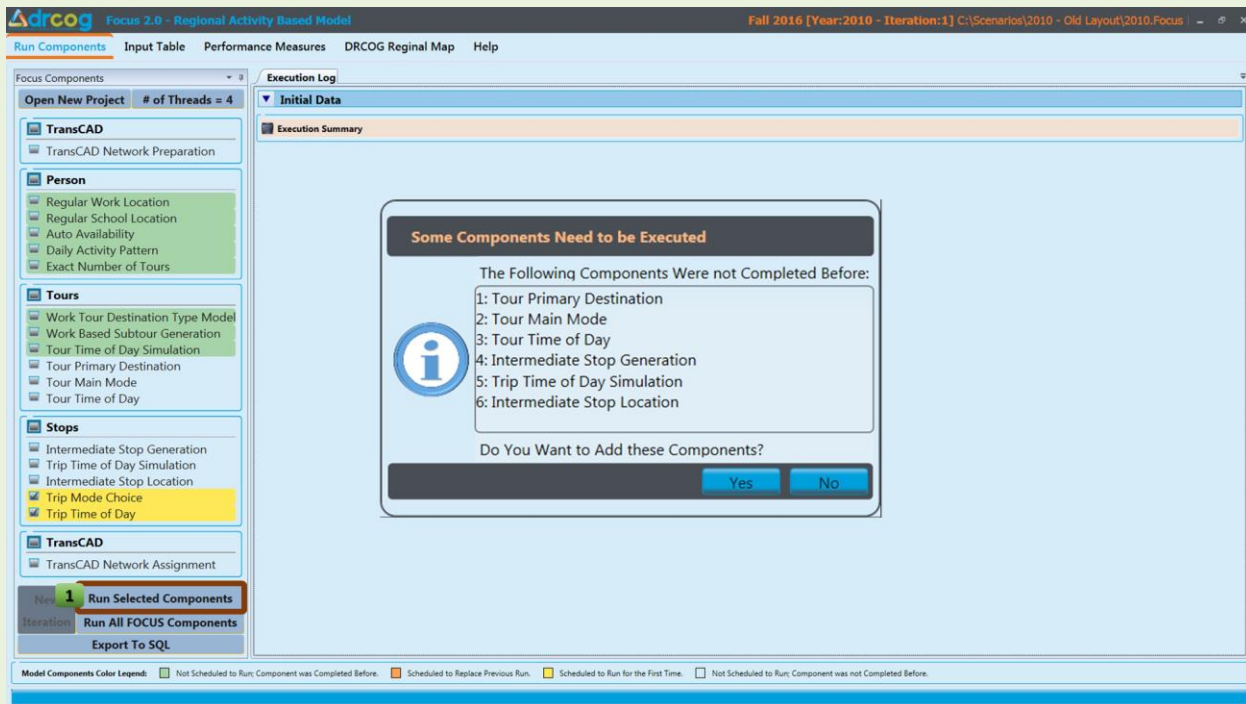 drcog Focus 2.0 - Regional Activity Based Model Fall 2016 [Year:2010 - Iteration:1] C:\Scenarios\2010 - Old Layout\2010.Focus
Run Components Input Table Performance Measures DRCOG Reginal Map Help
Focus Components
Open New Project # of Threads = 4
TransCAD
TransCAD Network Preparation
Person
Regular Work Location
Regular School Location
Auto Availability
Daily Activity Pattern
Exact Number of Tours
Tours
Work Tour Destination Type Model
Work Based Subtour Generation
Tour Time of Day Simulation
Tour Primary Destination
Tour Main Mode
Tour Time of Day
Stops
Intermediate Stop Generation
Trip Time of Day Simulation
Intermediate Stop Location
Trip Mode Choice
Trip Time of Day
TransCAD
TransCAD Network Assignment
1 Run Selected Components
Iteration Run All FOCUS Components
Export To SQL
Execution Log
Initial Data
Execution Summary
Some Components Need to be Executed
The Following Components Were not Completed Before:
1: Tour Primary Destination
2: Tour Main Mode
3: Tour Time of Day
4: Intermediate Stop Generation
5: Trip Time of Day Simulation
6: Intermediate Stop Location
Do You Want to Add these Components?
Yes No
Model Components Color Legend: Not Scheduled to Run; Component was Completed Before. Scheduled to Replace Previous Run. Scheduled to Run for the First Time. Not Scheduled to Run; Component was not Completed Before.